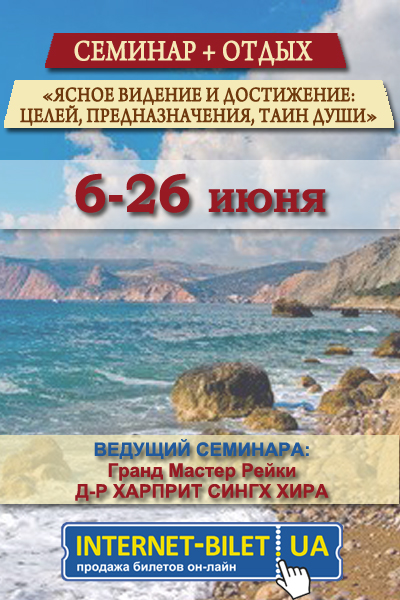 СЕМИНАР + ОТДЫХ
«ЯСНОЕ ВИДЕНИЕ И ДОСТИЖЕНИЕ:
ЦЕЛЕЙ, ПРЕДНАЗНАЧЕНИЯ, ТАИН ДУШИ»
6-26 июня
ВЕДУЩИЙ СЕМИНАРА:
Гранд Мастер Рейки
Д-Р ХАРПРИТ СИНГХ ХИРА
INTERNET-BILET UA
продажа билетов он-лайн